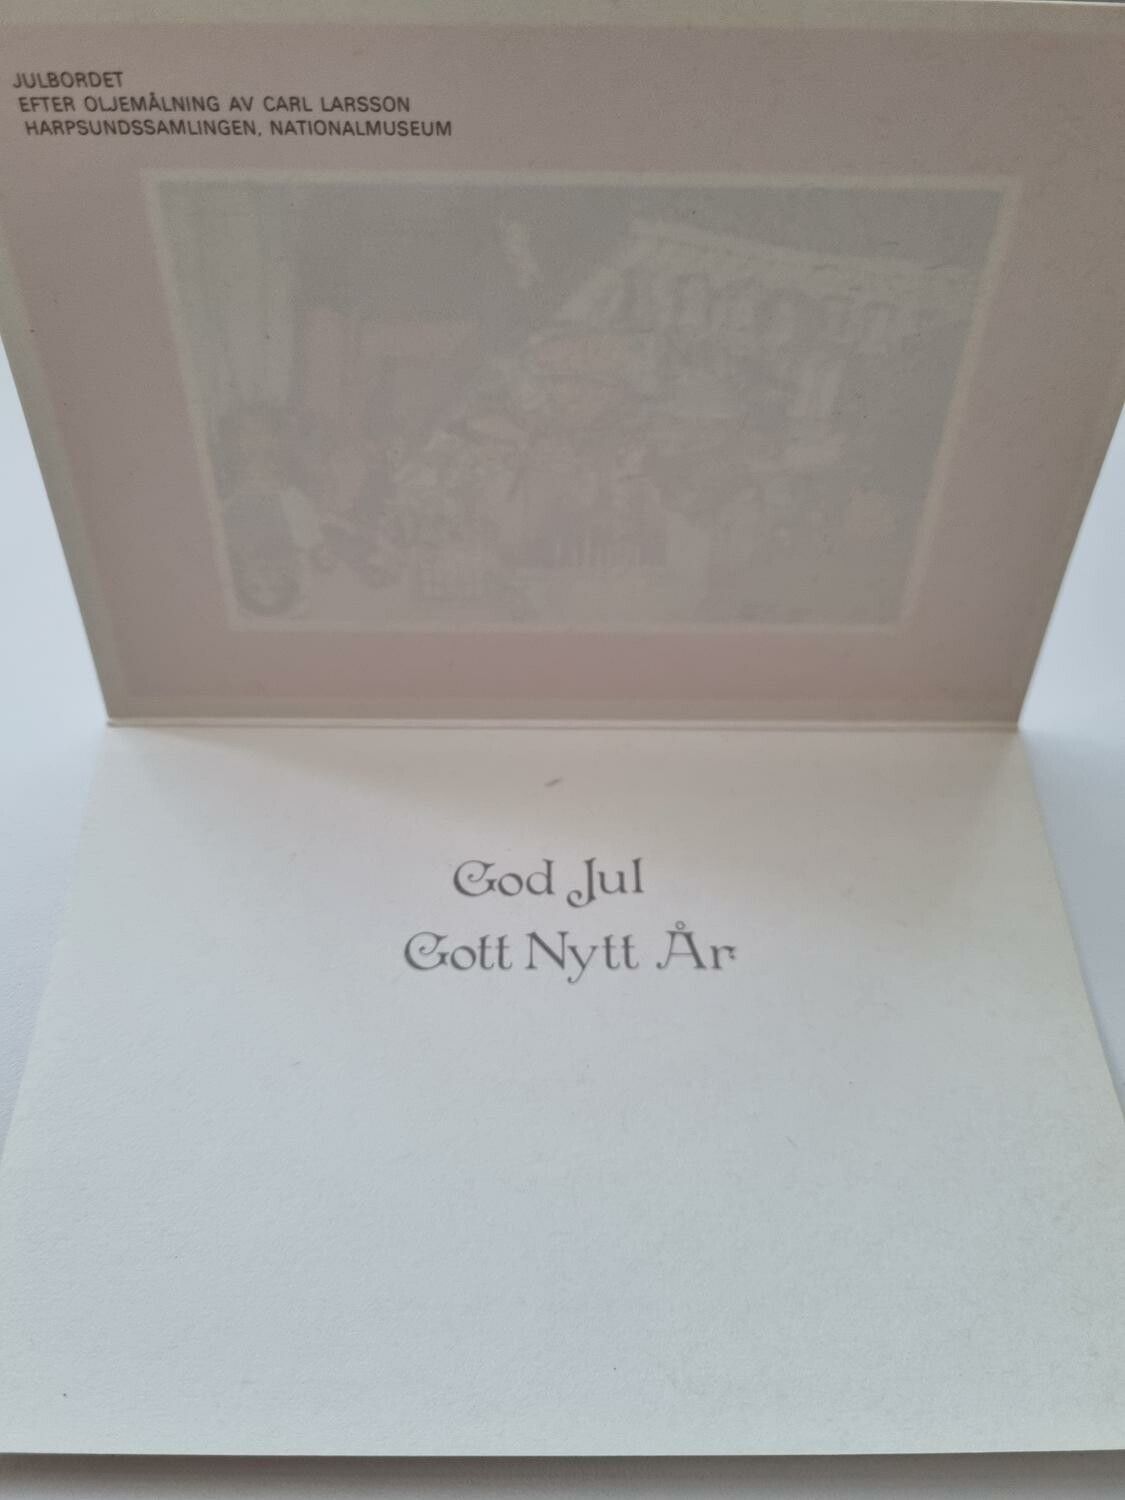 JULBORDET
EFTER OLJEMÅLNING AV CARL LARSSON
HARPSUNDSSAMLINGEN, NATIONALMUSEUM
God Jul
Gott Nytt År